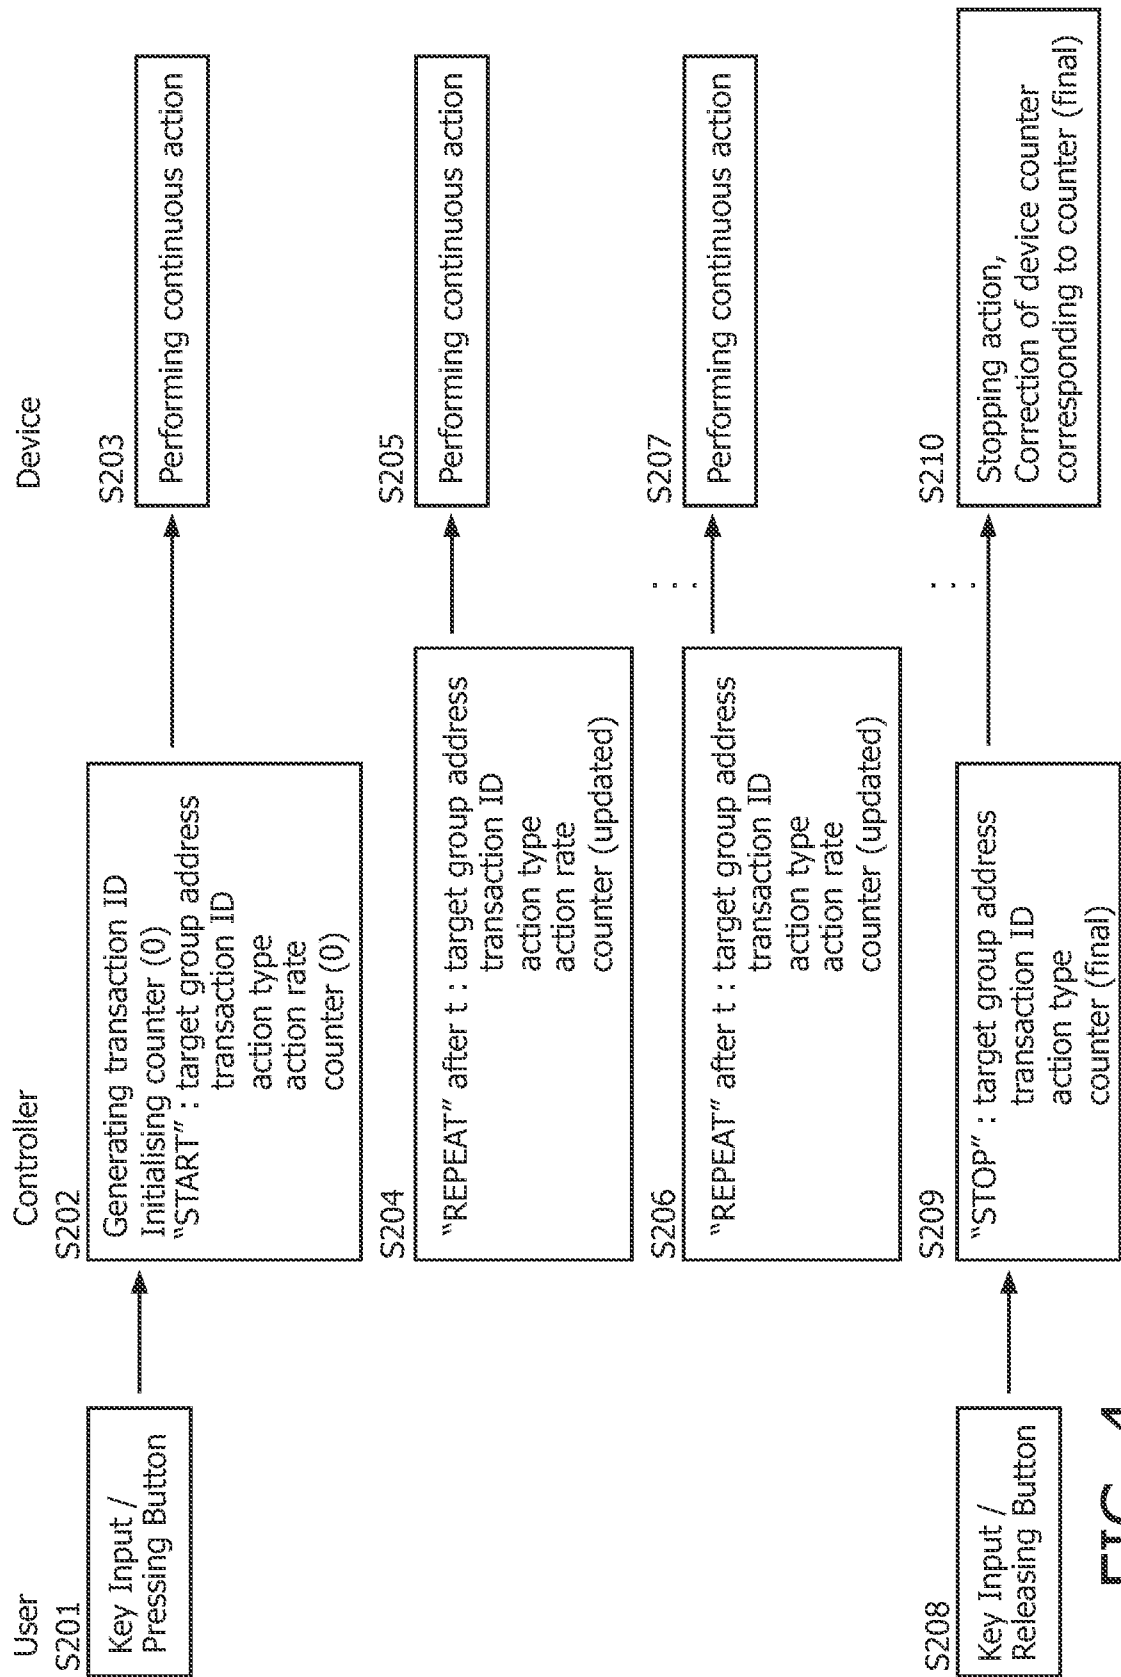 User
Controller
Device
S201
Key Input /
Pressing Button
S202
Generating transaction ID
Initialising counter (0)
"START" : target group address
transaction ID
action type
action rate
counter (0)
S203
Performing continuous action
S204
"REPEAT" after t : target group address
transaction ID
action type
action rate
counter (updated)
S205
Performing continuous action
S206
"REPEAT" after t : target group address
transaction ID
action type
action rate
counter (updated)
S207
Performing continuous action
S208
Key Input /
Releasing Button
S209
"STOP" : target group address
transaction ID
action type
counter (final)
S210
Stopping action,
Correction of device counter
corresponding to counter (final)